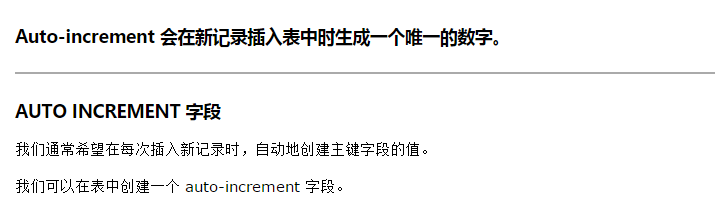 Auto-increment 会在新记录插入表中时生成一个唯一的数字。
AUTO INCREMENT 字段
我们通常希望在每次插入新记录时，自动地创建主键字段的值。
我们可以在表中创建一个 auto-increment 字段。